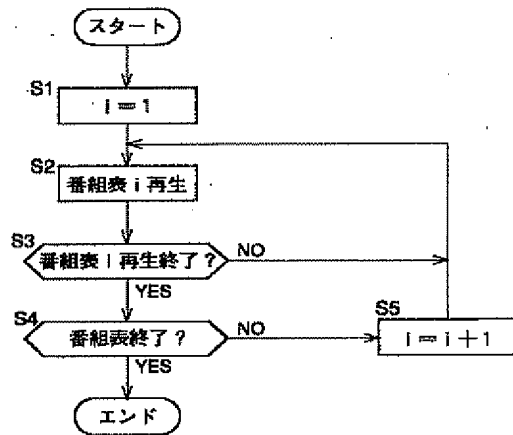 スタート
S1
i=1
S2
番組表 i 再生
S3
番組表 i 再生終了?
NO
YES
S4
番組表終了?
NO
S5
i=i+1
YES
エンド